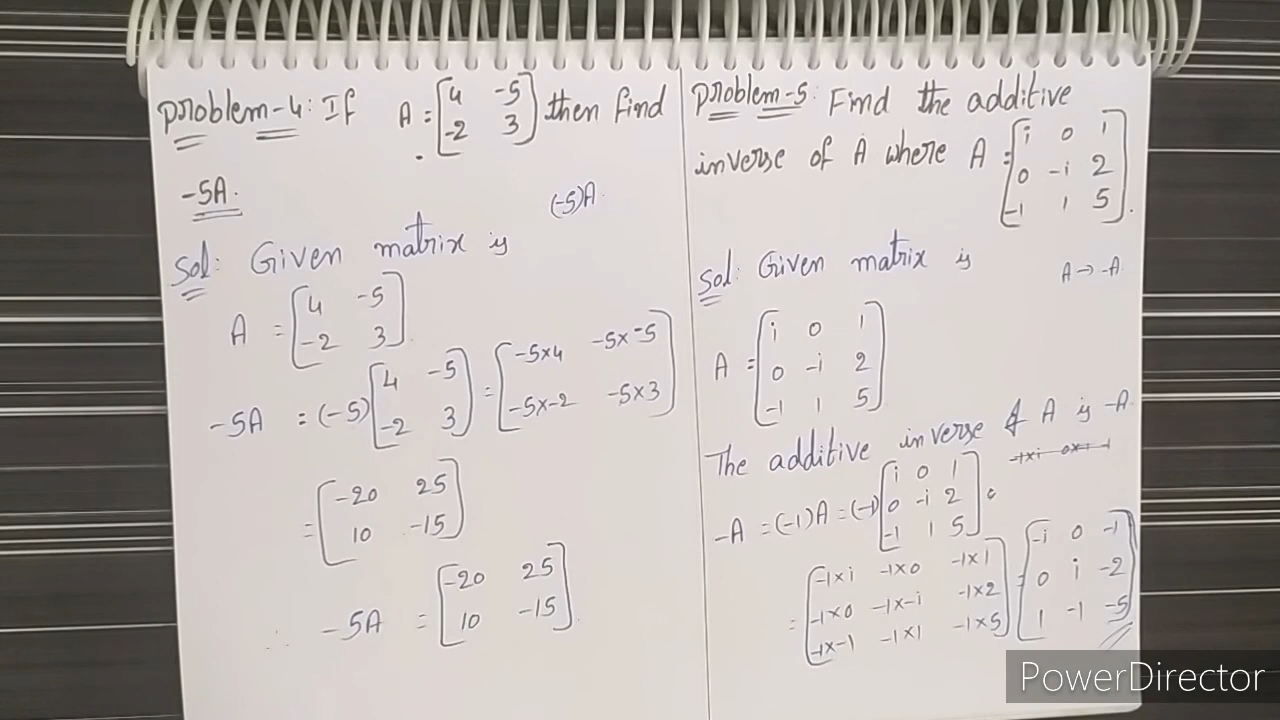 Problem-4: If A = [4 -5
-2 3] then find
-5A.
(-5)A.
Sol: Given matrix is
A = [4 -5
-2 3].
-5A = (-5)[4 -5
-2 3] = [-5×4 -5×-5
-5×-2 -5×3]
= [-20 25
10 -15]
∴ -5A = [-20 25
10 -15].
Problem-5: Find the additive
inverse of A where A = [i 0 1
0 -i 2
-1 1 5].
Sol: Given matrix is
A → -A
A = [i 0 1
0 -i 2
-1 1 5]
The additive inverse of A is -A.
-1×i 0×1 -1
-A = (-1)A = (-1)[i 0 1
0 -i 2
-1 1 5].
= [-1×i -1×0 -1×1
-1×0 -1×-i -1×2
-1×-1 -1×1 -1×5] = [-i 0 -1
0 i -2
1 -1 -5]
PowerDirector